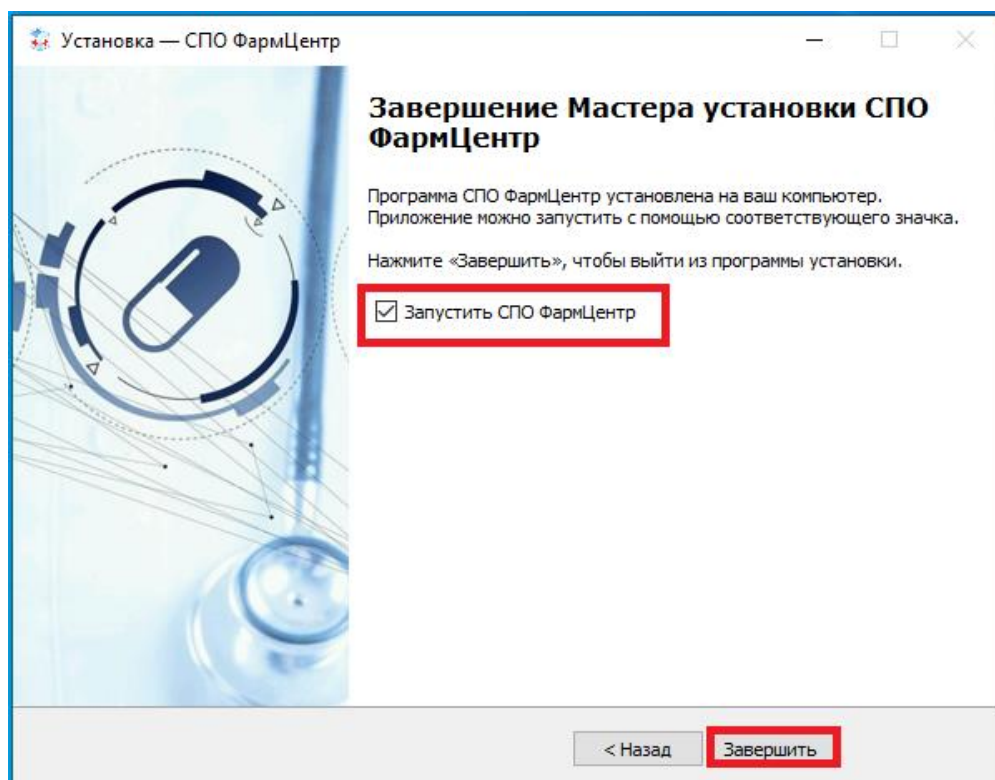 Установка — СПО ФармЦентр
Завершение Мастера установки СПО
ФармЦентр
Программа СПО ФармЦентр установлена на ваш компьютер.
Приложение можно запустить с помощью соответствующего значка.
Нажмите «Завершить», чтобы выйти из программы установки.
Запустить СПО ФармЦентр
< Назад
Завершить